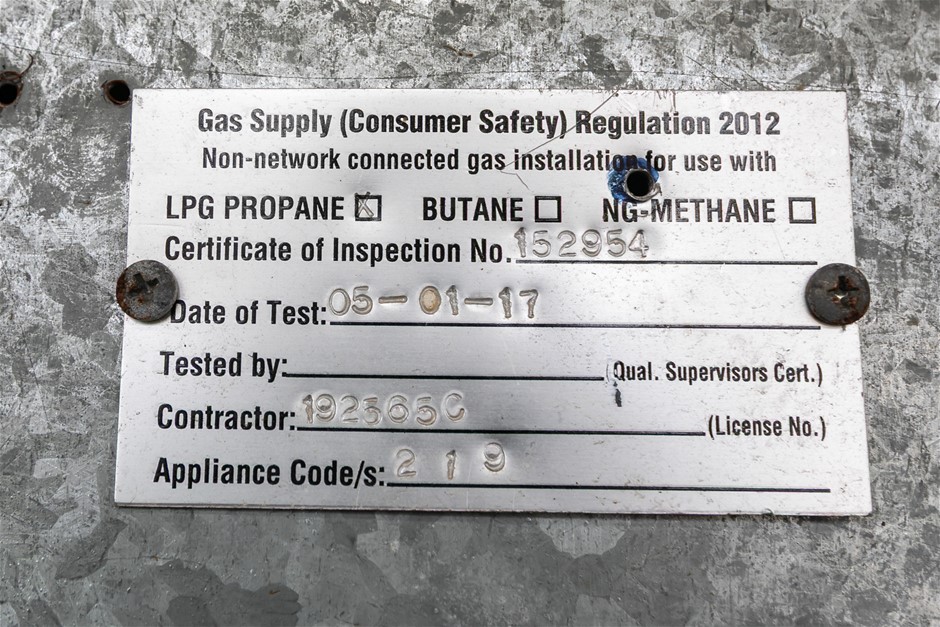 Gas Supply (Consumer Safety) Regulation 2012
Non-network connected gas installation for use with
LPG PROPANE ☒ BUTANE ☐ NG-METHANE ☐
Certificate of Inspection No. 152954
Date of Test: 05-01-17
Tested by: (Qual. Supervisors Cert.)
Contractor: 192565C (License No.)
Appliance Code/s: 2 1 9